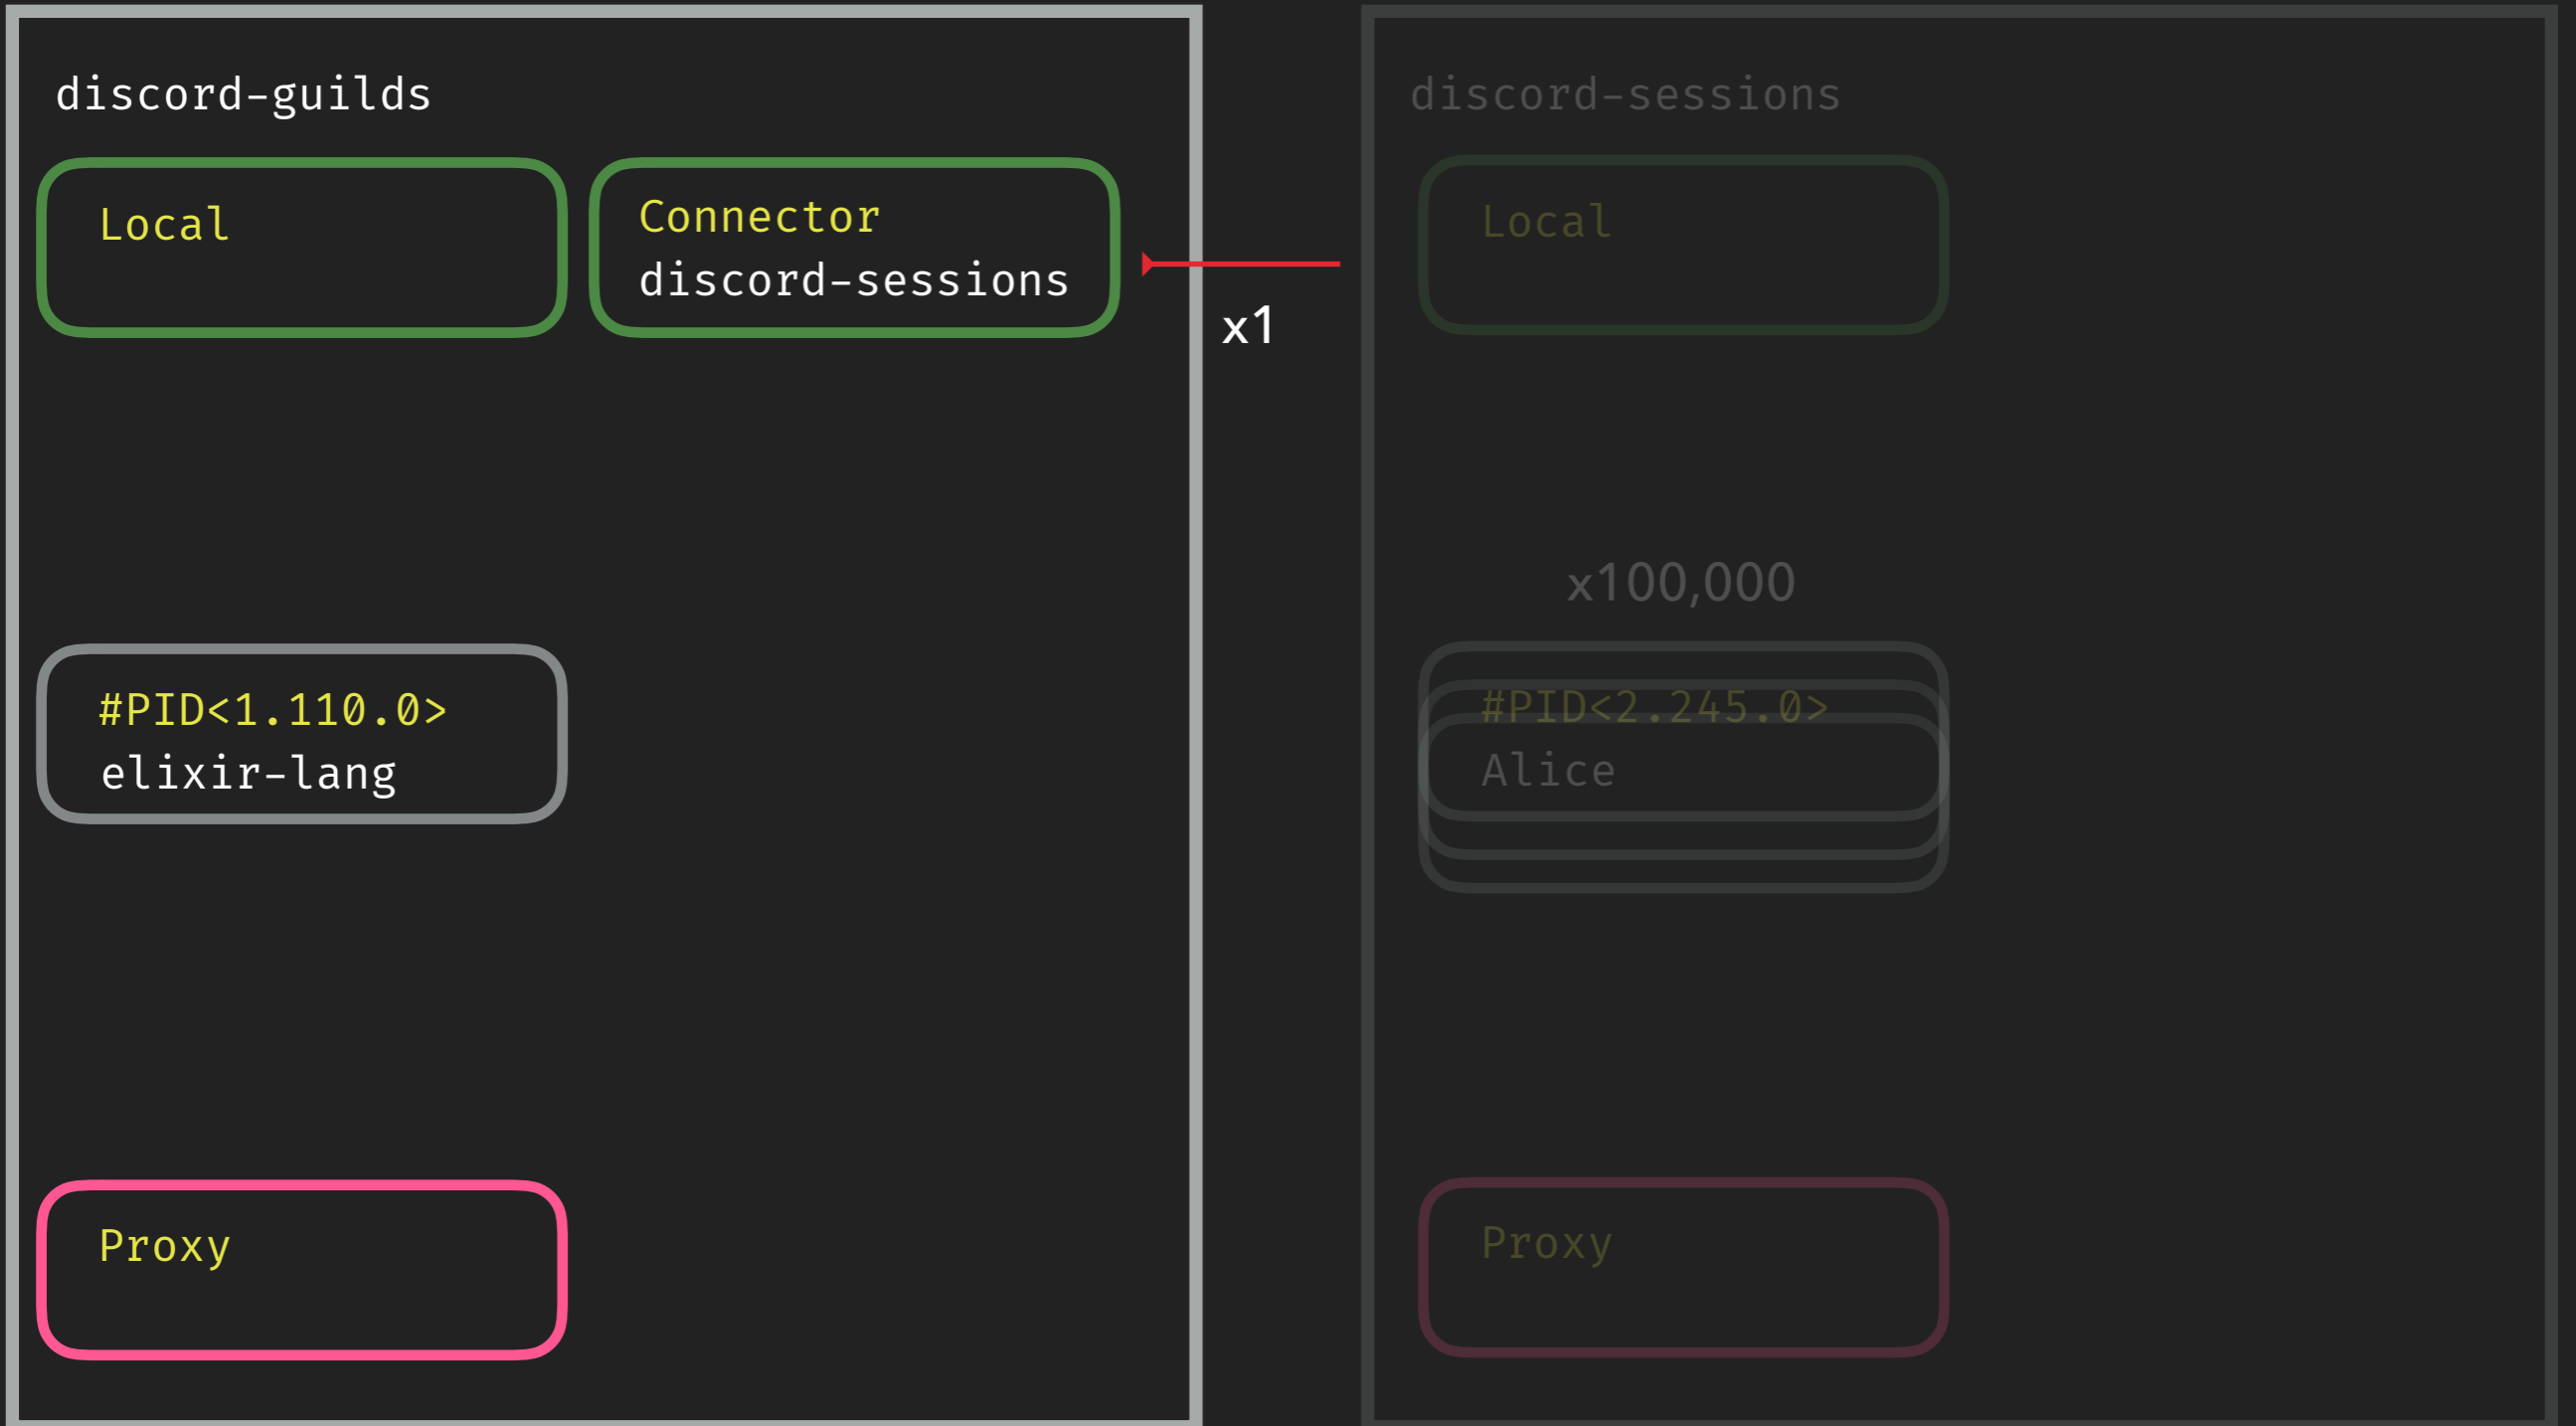 discord-guilds
Local
Connector
discord-sessions
x1
#PID<1.110.0>
elixir-lang
Proxy
discord-sessions
Local
x100,000
#PID<2.245.0>
Alice
Proxy